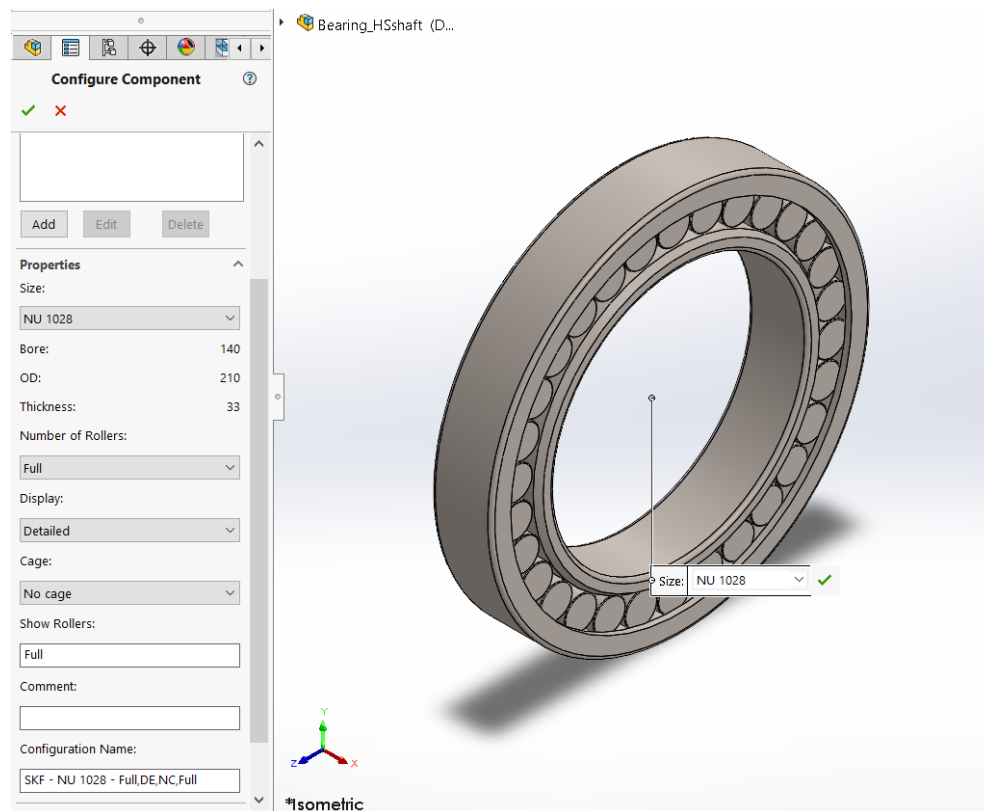 Bearing_HSshaft (D...
Configure Component
Add Edit Delete
Properties
Size:
NU 1028
Bore: 140
OD: 210
Thickness: 33
Number of Rollers:
Full
Display:
Detailed
Cage:
No cage
Show Rollers:
Full
Comment:
Configuration Name:
SKF - NU 1028 - Full,DE,NC,Full
Size: NU 1028
Y
Z X
*Isometric